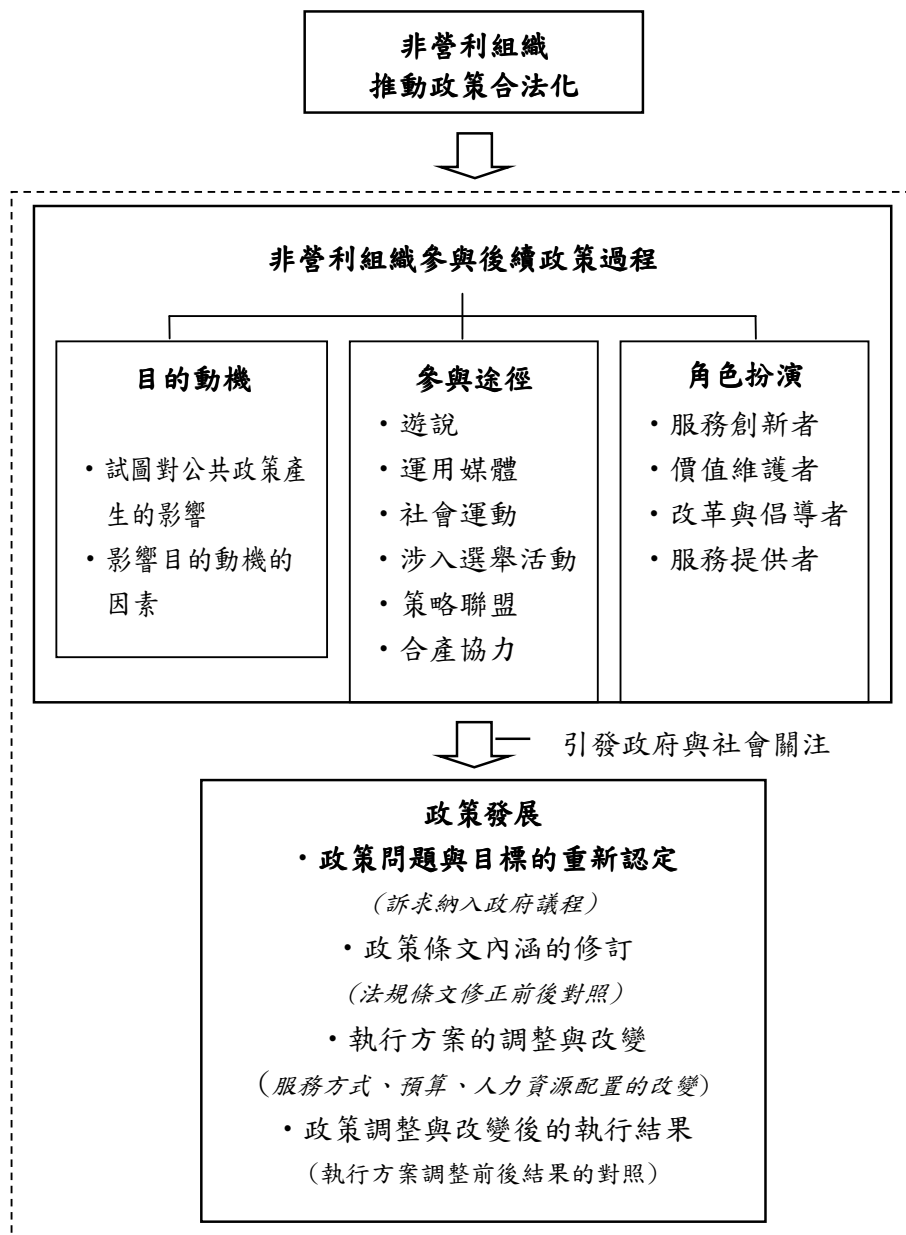 非營利組織
推動政策合法化
非營利組織參與後續政策過程
目的動機
・試圖對公共政策產
生的影響
・影響目的動機的
因素
參與途徑
・遊說
・運用媒體
・社會運動
・涉入選舉活動
・策略聯盟
・合產協力
角色扮演
・服務創新者
・價值維護者
・改革與倡導者
・服務提供者
引發政府與社會關注
政策發展
・政策問題與目標的重新認定
(訴求納入政府議程)
・政策條文內涵的修訂
(法規條文修正前後對照)
・執行方案的調整與改變
(服務方式、預算、人力資源配置的改變)
・政策調整與改變後的執行結果
(執行方案調整前後結果的對照)